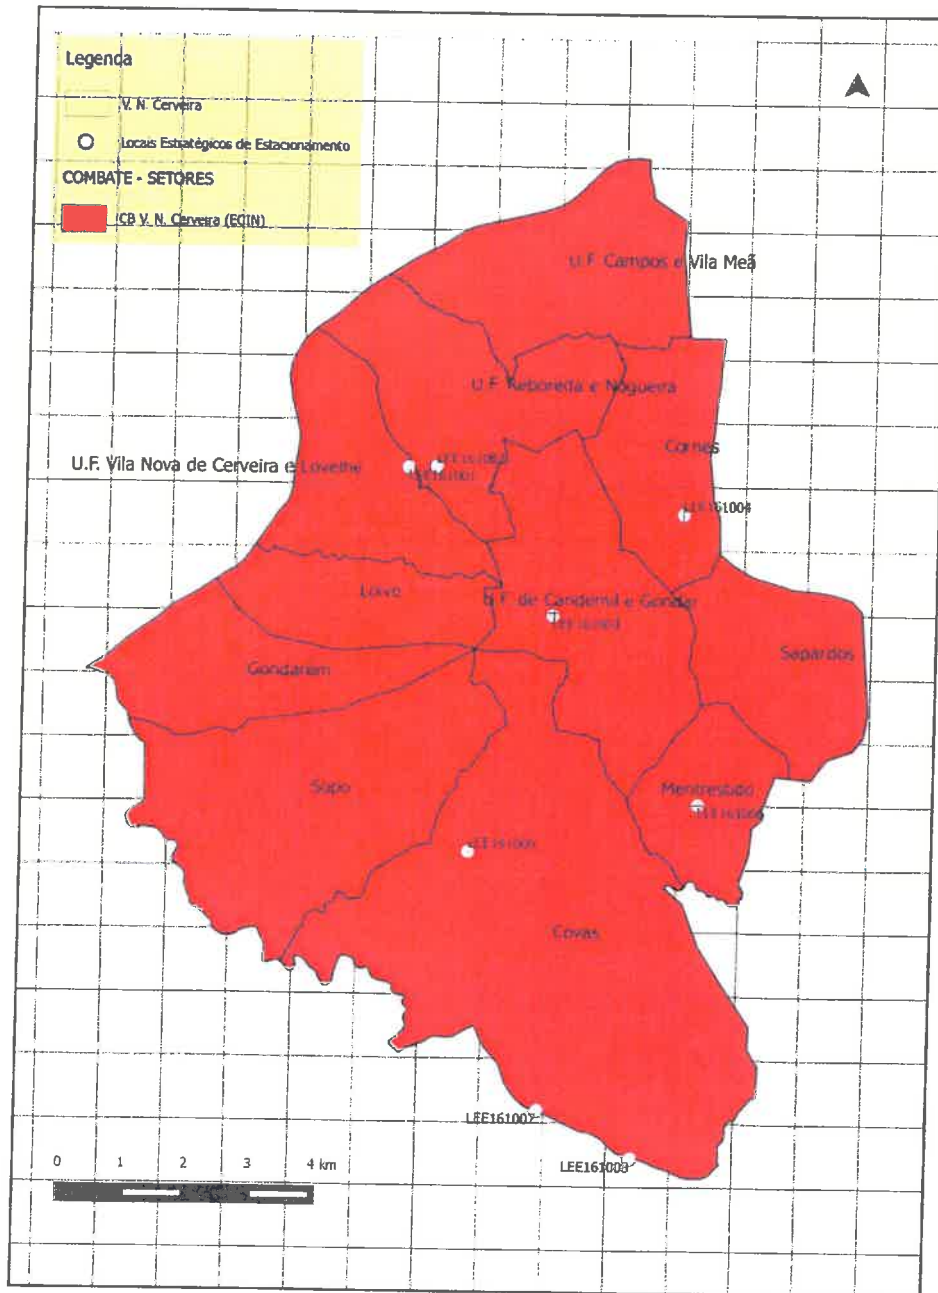 Legenda
V. N. Cerveira
Locais Estratégicos de Estacionamento
COMBATE - SETORES
CB V. N. Cerveira (ECIN)
U.F. Campos e Vila Meã
U.F. Reboreda e Nogueira
Cornes
U.F. Vila Nova de Cerveira e Lovelhe
LEE161001
LEE161004
Loivo
U.F. de Candemil e Gondar
Sapardos
Gondarem
Sopo
Mentrestido
Covas
LEE161007
0 1 2 3 4 km